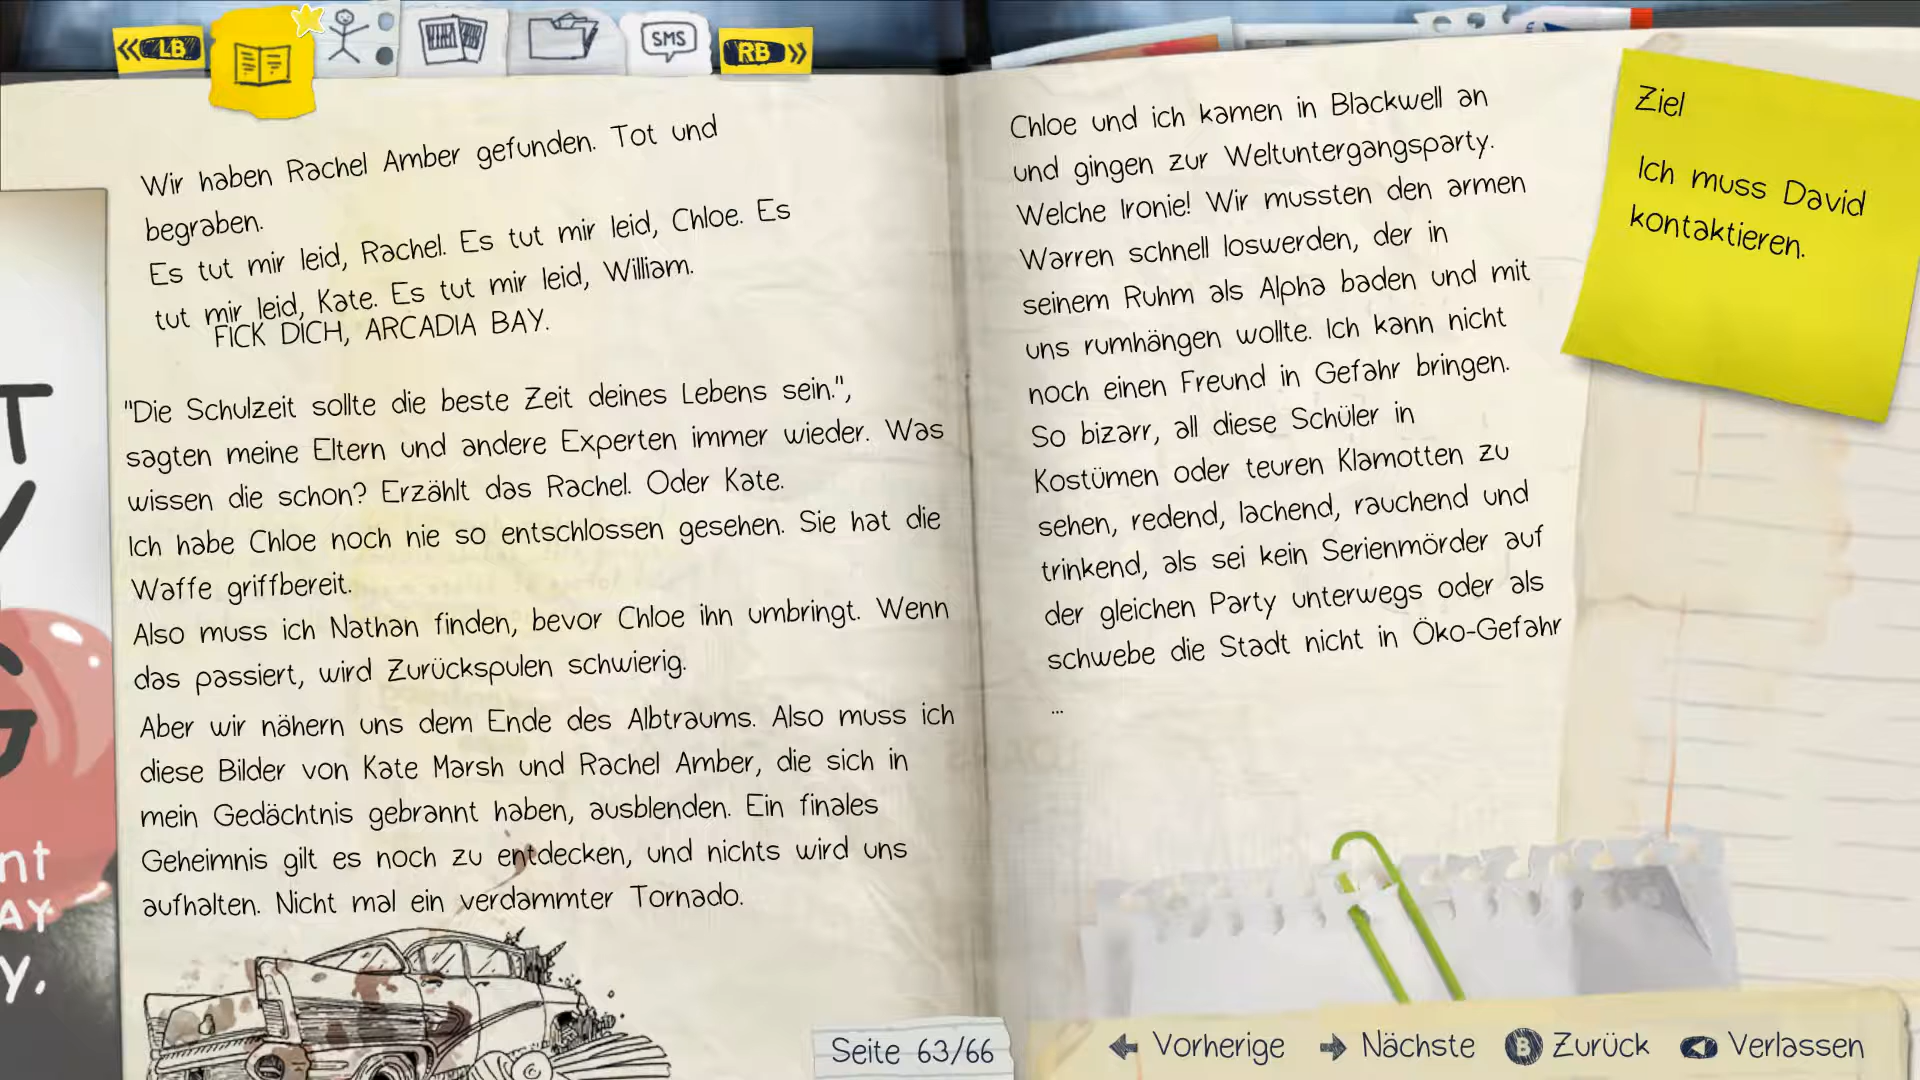 LB
SMS
RB
Wir haben Rachel Amber gefunden. Tot und
begraben.
Es tut mir leid, Rachel. Es tut mir leid, Chloe. Es
tut mir leid, Kate. Es tut mir leid, William.
FICK DICH, ARCADIA BAY.
"Die Schulzeit sollte die beste Zeit deines Lebens sein.",
sagten meine Eltern und andere Experten immer wieder. Was
wissen die schon? Erzählt das Rachel. Oder Kate.
Ich habe Chloe noch nie so entschlossen gesehen. Sie hat die
Waffe griffbereit.
Also muss ich Nathan finden, bevor Chloe ihn umbringt. Wenn
das passiert, wird Zurückspulen schwierig.
Aber wir nähern uns dem Ende des Albtraums. Also muss ich
diese Bilder von Kate Marsh und Rachel Amber, die sich in
mein Gedächtnis gebrannt haben, ausblenden. Ein finales
Geheimnis gilt es noch zu entdecken, und nichts wird uns
aufhalten. Nicht mal ein verdammter Tornado.
Chloe und ich kamen in Blackwell an
und gingen zur Weltuntergangsparty.
Welche Ironie! Wir mussten den armen
Warren schnell loswerden, der in
seinem Ruhm als Alpha baden und mit
uns rumhängen wollte. Ich kann nicht
noch einen Freund in Gefahr bringen.
So bizarr, all diese Schüler in
Kostümen oder teuren Klamotten zu
sehen, redend, lachend, rauchend und
trinkend, als sei kein Serienmörder auf
der gleichen Party unterwegs oder als
schwebe die Stadt nicht in Öko-Gefahr
...
Ziel
Ich muss David
kontaktieren.
T
Y
G
nt
AY
y.
Seite 63/66
Vorherige
Nächste
B Zurück
Verlassen